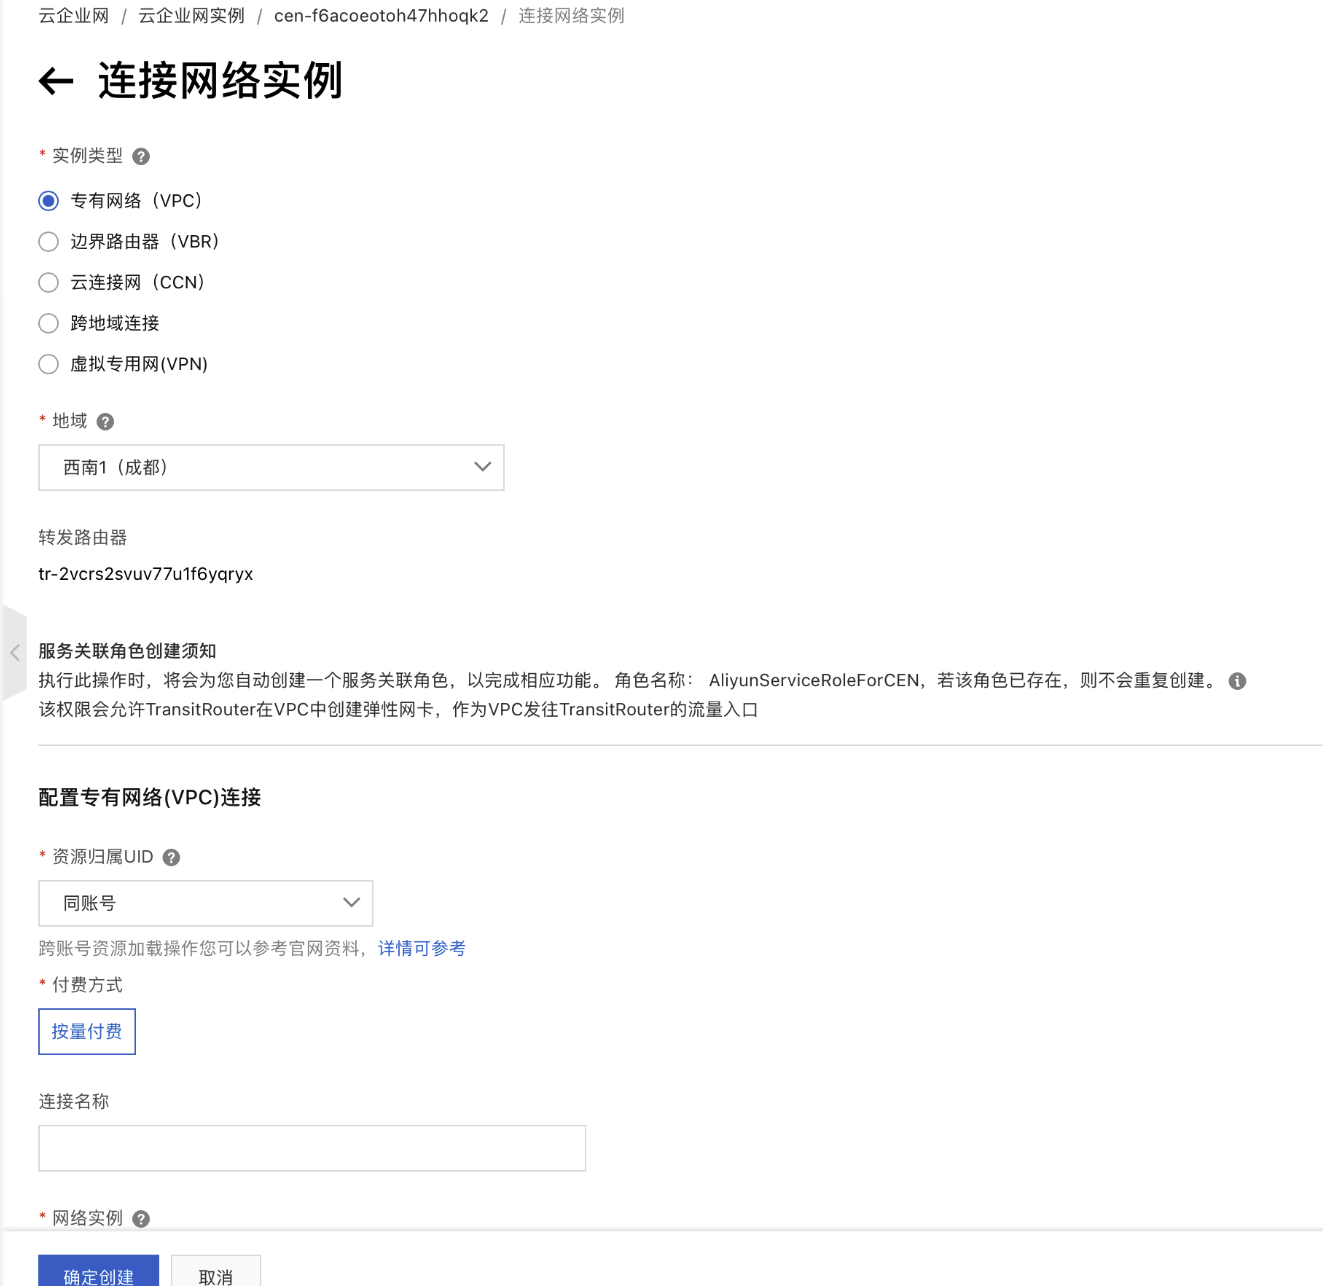 云企业网 / 云企业网实例 / cen-f6acoeotoh47hhoqk2 / 连接网络实例
← 连接网络实例
* 实例类型 ?
专有网络（VPC）
边界路由器（VBR）
云连接网（CCN）
跨地域连接
虚拟专用网(VPN)
* 地域 ?
西南1（成都）
转发路由器
tr-2vcrs2svuv77u1f6yqryx
服务关联角色创建须知
执行此操作时，将会为您自动创建一个服务关联角色，以完成相应功能。 角色名称： AliyunServiceRoleForCEN，若该角色已存在，则不会重复创建。
该权限会允许TransitRouter在VPC中创建弹性网卡，作为VPC发往TransitRouter的流量入口
配置专有网络(VPC)连接
* 资源归属UID ?
同账号
跨账号资源加载操作您可以参考官网资料，详情可参考
* 付费方式
按量付费
连接名称
* 网络实例 ?
确定创建 取消